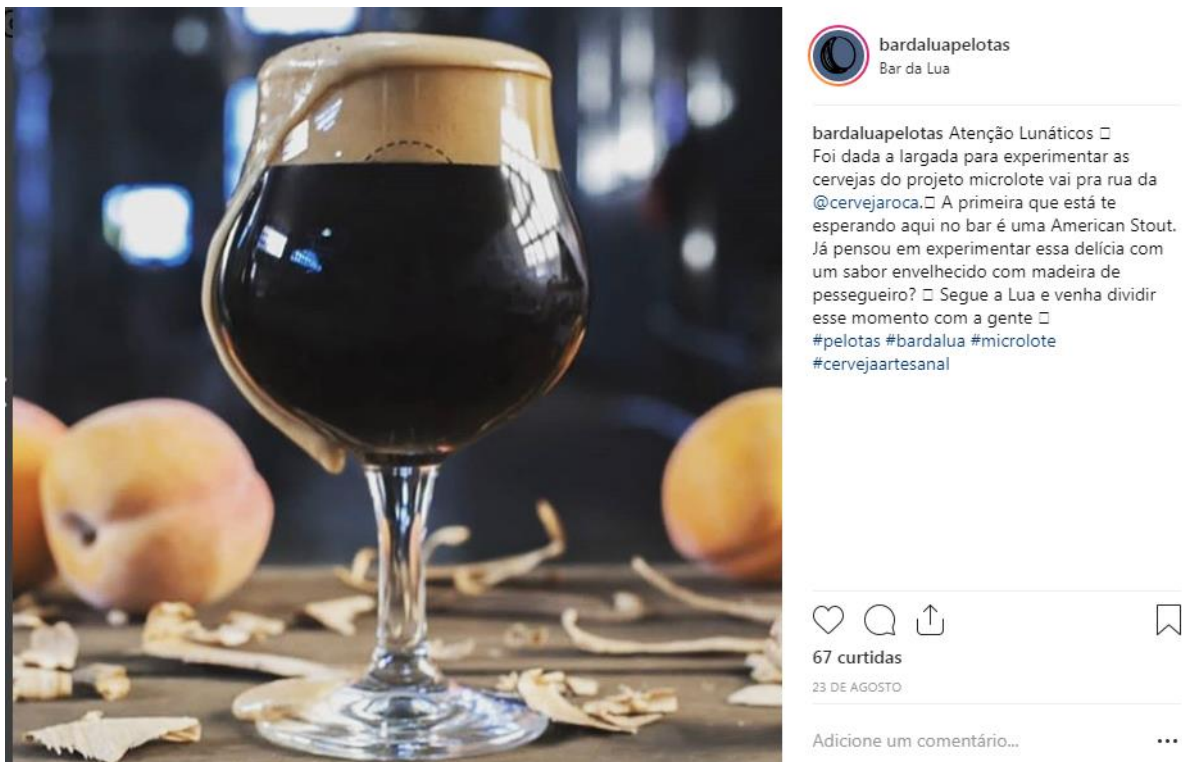 bardaluapelotas
Bar da Lua
bardaluapelotas Atenção Lunáticos □
Foi dada a largada para experimentar as
cervejas do projeto microlote vai pra rua da
@cervejaroca.□ A primeira que está te
esperando aqui no bar é uma American Stout.
Já pensou em experimentar essa delícia com
um sabor envelhecido com madeira de
pessegueiro? □ Segue a Lua e venha dividir
esse momento com a gente □
#pelotas #bardalua #microlote
#cervejaartesanal
67 curtidas
23 DE AGOSTO
Adicione um comentário...